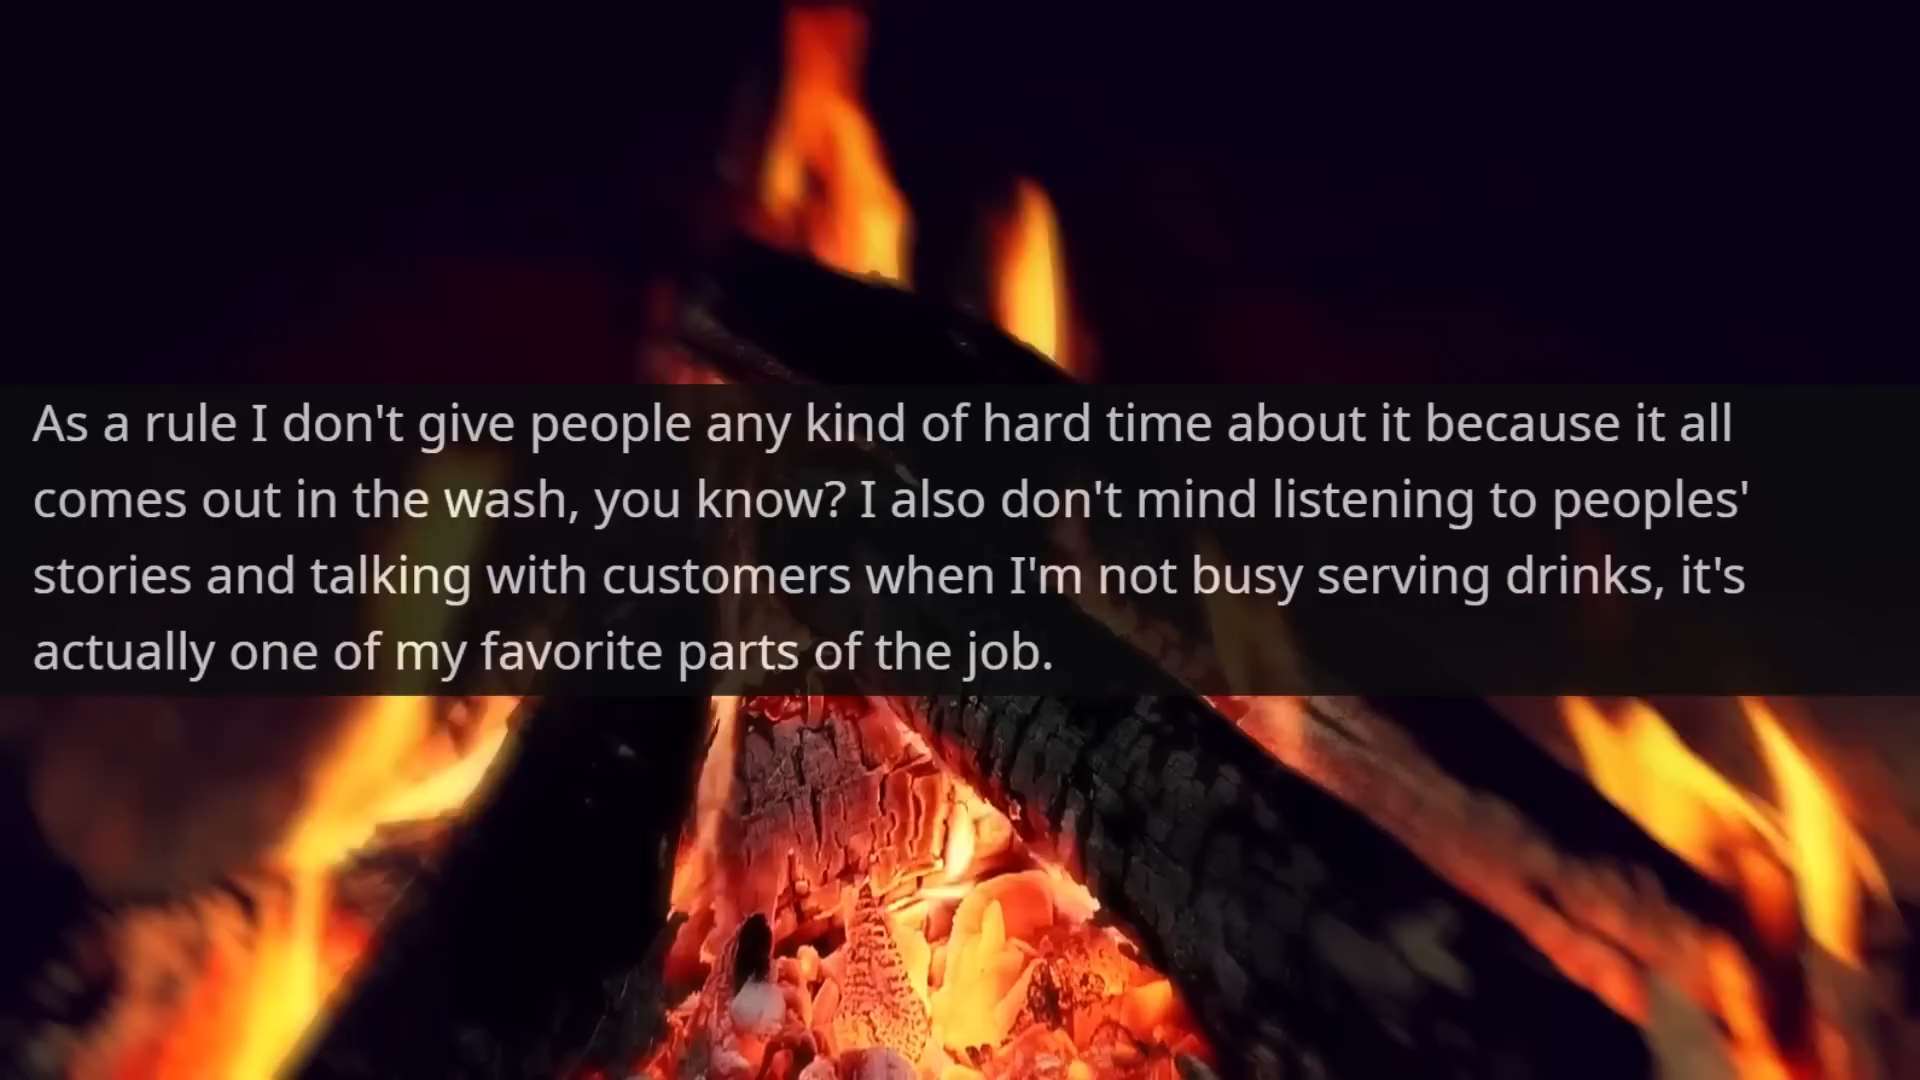 As a rule I don't give people any kind of hard time about it because it all
comes out in the wash, you know? I also don't mind listening to peoples'
stories and talking with customers when I'm not busy serving drinks, it's
actually one of my favorite parts of the job.